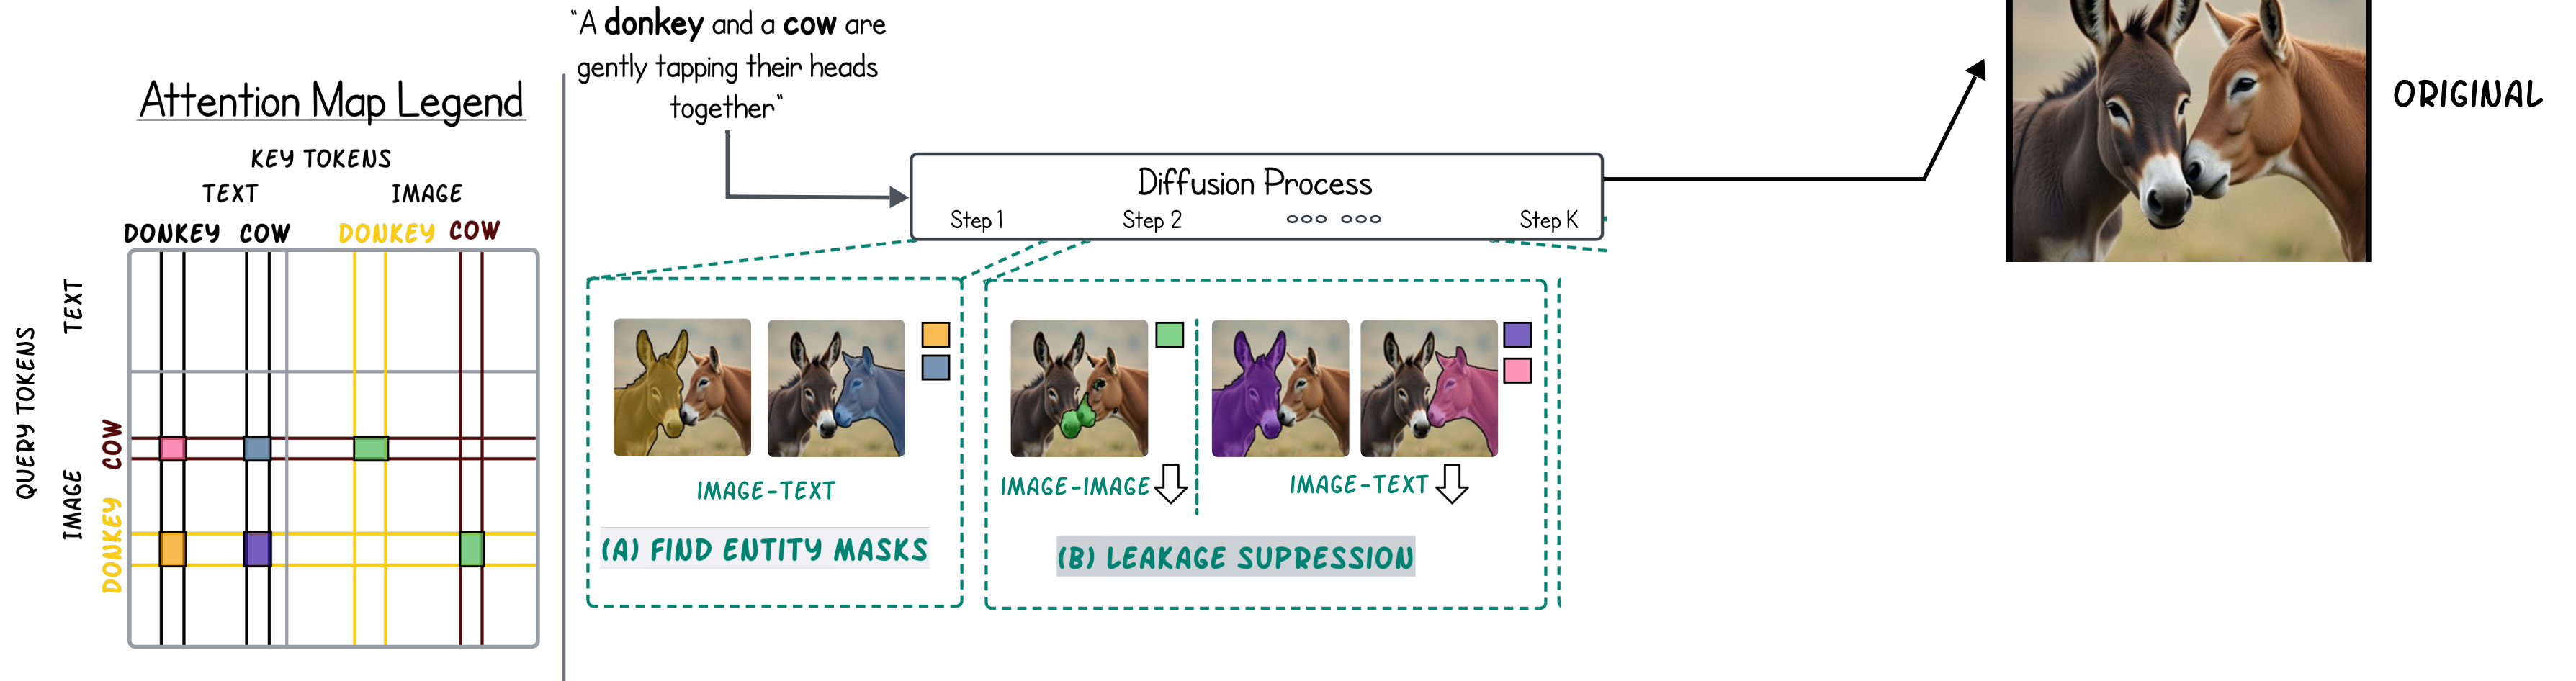 Attention Map Legend
KEY TOKENS
TEXT
IMAGE
DONKEY
COW
DONKEY
COW
QUERY TOKENS
TEXT
IMAGE
COW
DONKEY
"A donkey and a cow are
gently tapping their heads
together"
Diffusion Process
Step 1
Step 2
Step K
ORIGINAL
IMAGE-TEXT
(A) FIND ENTITY MASKS
IMAGE-IMAGE
IMAGE-TEXT
(B) LEAKAGE SUPRESSION